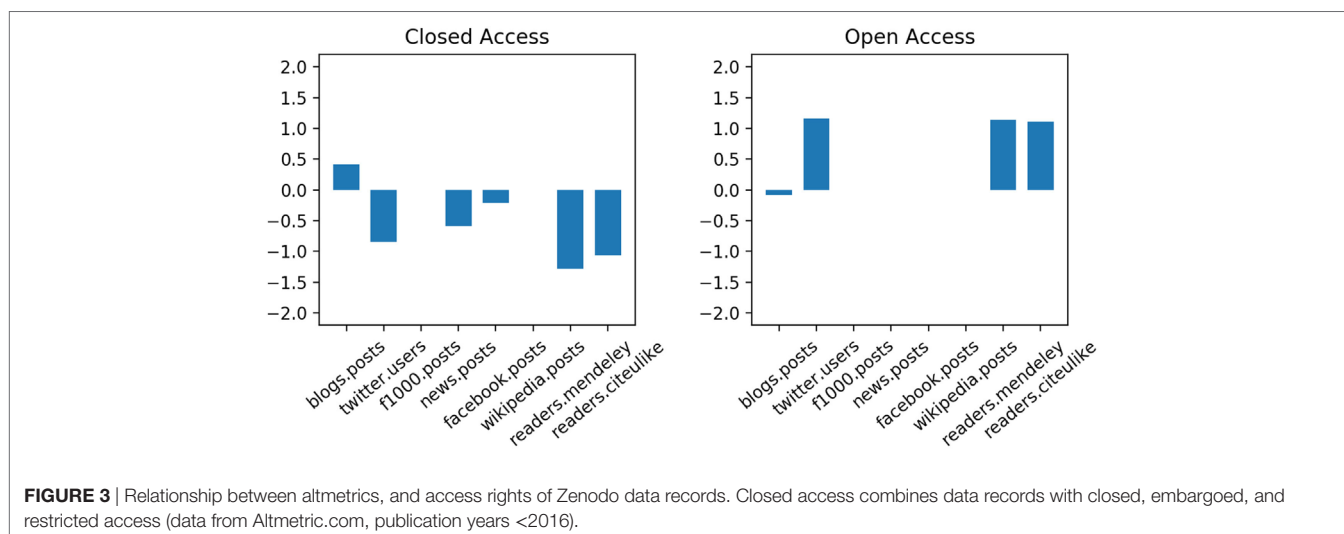 Closed Access
2.0
1.5
1.0
0.5
0.0
−0.5
−1.0
−1.5
−2.0
blogs.posts
twitter.users
f1000.posts
news.posts
facebook.posts
wikipedia.posts
readers.mendeley
readers.citeulike
Open Access
2.0
1.5
1.0
0.5
0.0
−0.5
−1.0
−1.5
−2.0
blogs.posts
twitter.users
f1000.posts
news.posts
facebook.posts
wikipedia.posts
readers.mendeley
readers.citeulike
FIGURE 3 | Relationship between altmetrics, and access rights of Zenodo data records. Closed access combines data records with closed, embargoed, and
restricted access (data from Altmetric.com, publication years <2016).